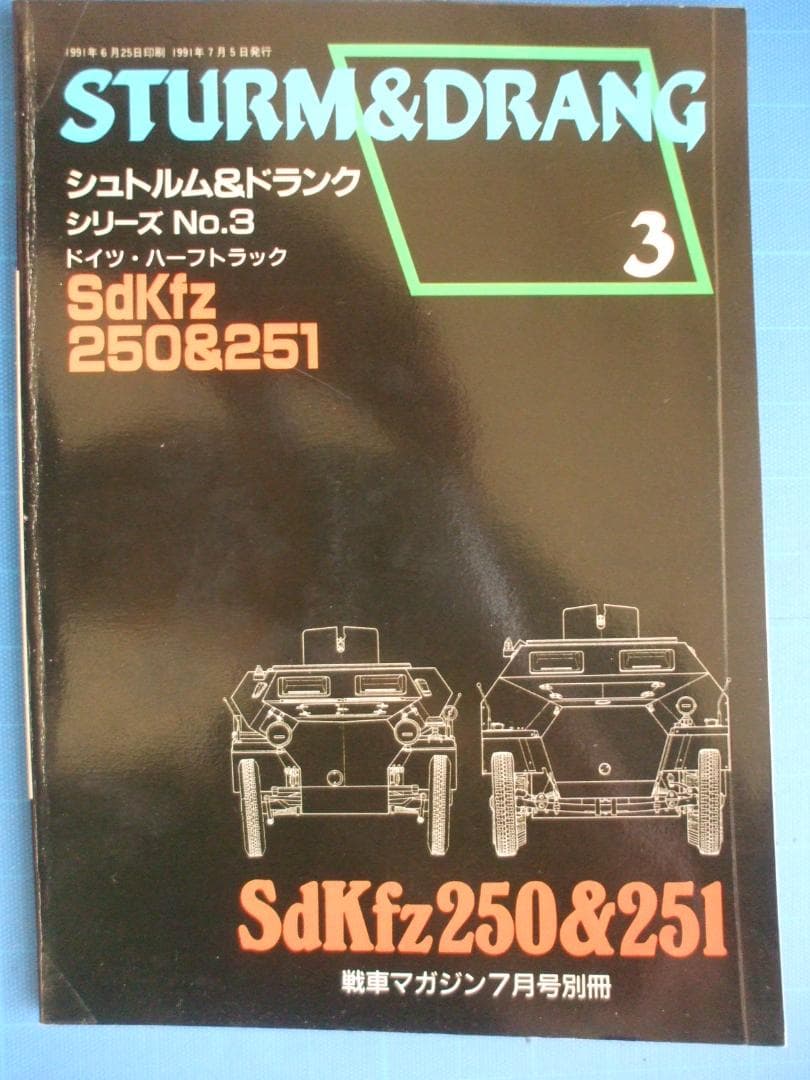 1991年6月25日印刷 1991年7月5日発行
STURM&DRANG
シュトルム&ドランク
シリーズ No.3
3
ドイツ・ハーフトラック
SdKfz
250&251
SdKfz250&251
戦車マガジン7月号別冊